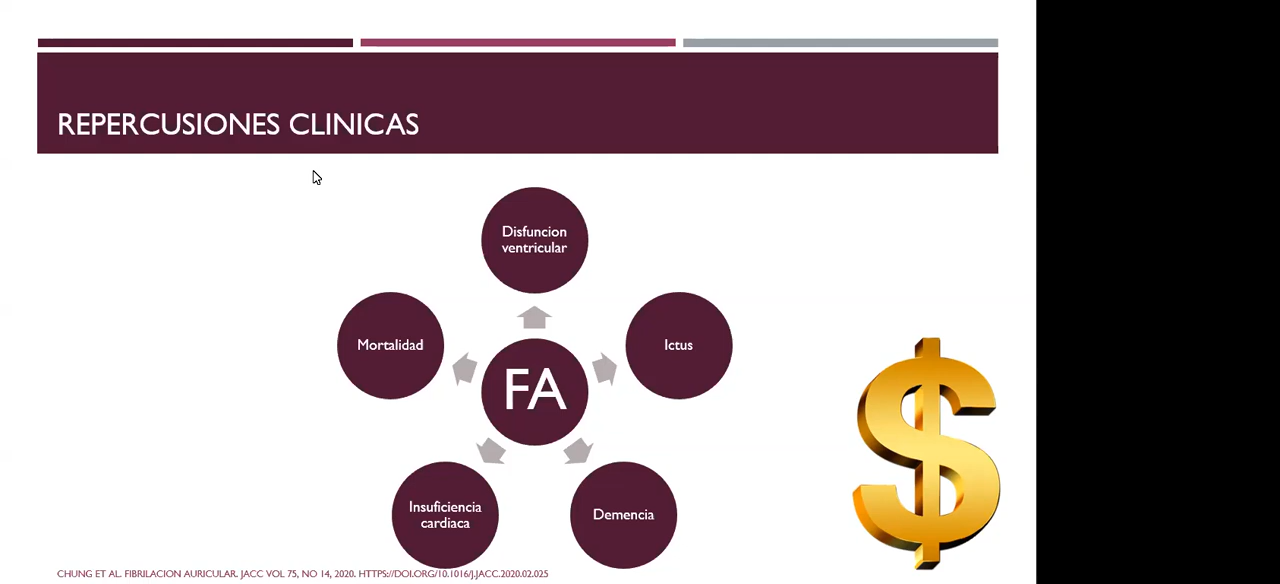 REPERCUSIONES CLINICAS
Disfuncion
ventricular
Mortalidad
Ictus
FA
Insuficiencia
cardiaca
Demencia
$
CHUNG ET AL. FIBRILACION AURICULAR. JACC VOL 75, NO 14, 2020. HTTPS://DOI.ORG/10.1016/J.JACC.2020.02.025